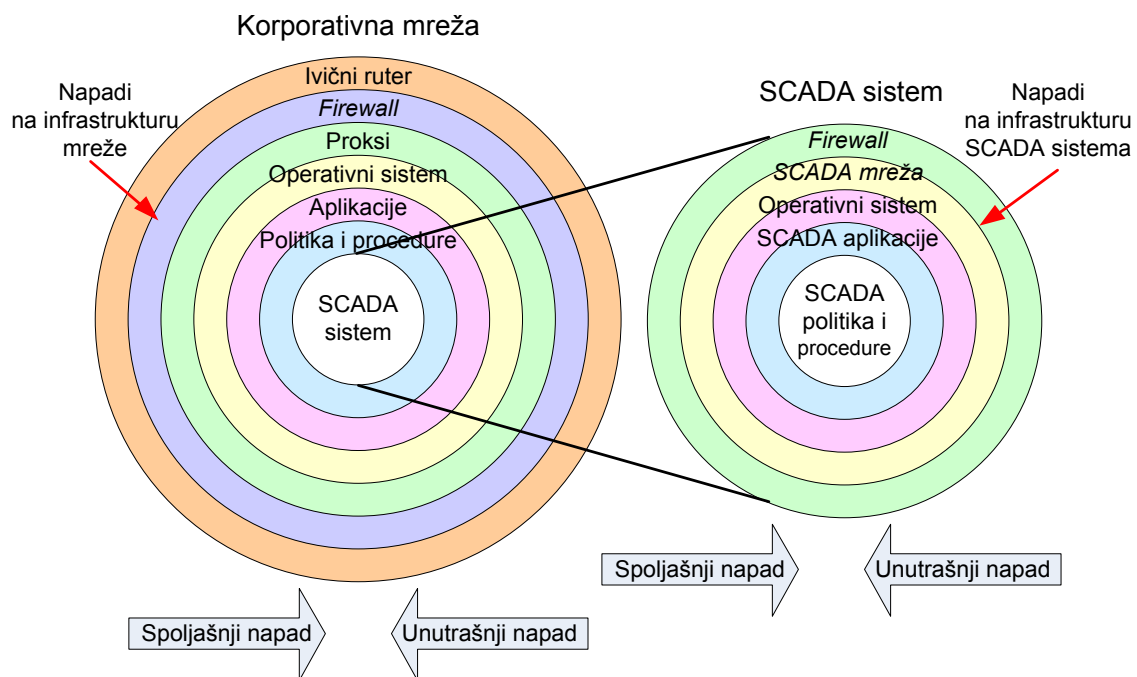 Korporativna mreža
Ivični ruter
Firewall
Proksi
Operativni sistem
Aplikacije
Politika i procedure
SCADA
sistem
Napadi
na infrastrukturu
mreže
SCADA sistem
Firewall
SCADA mreža
Operativni sistem
SCADA aplikacije
SCADA
politika i
procedure
Napadi
na infrastrukturu
SCADA sistema
Spoljašnji napad
Unutrašnji napad
Spoljašnji napad
Unutrašnji napad